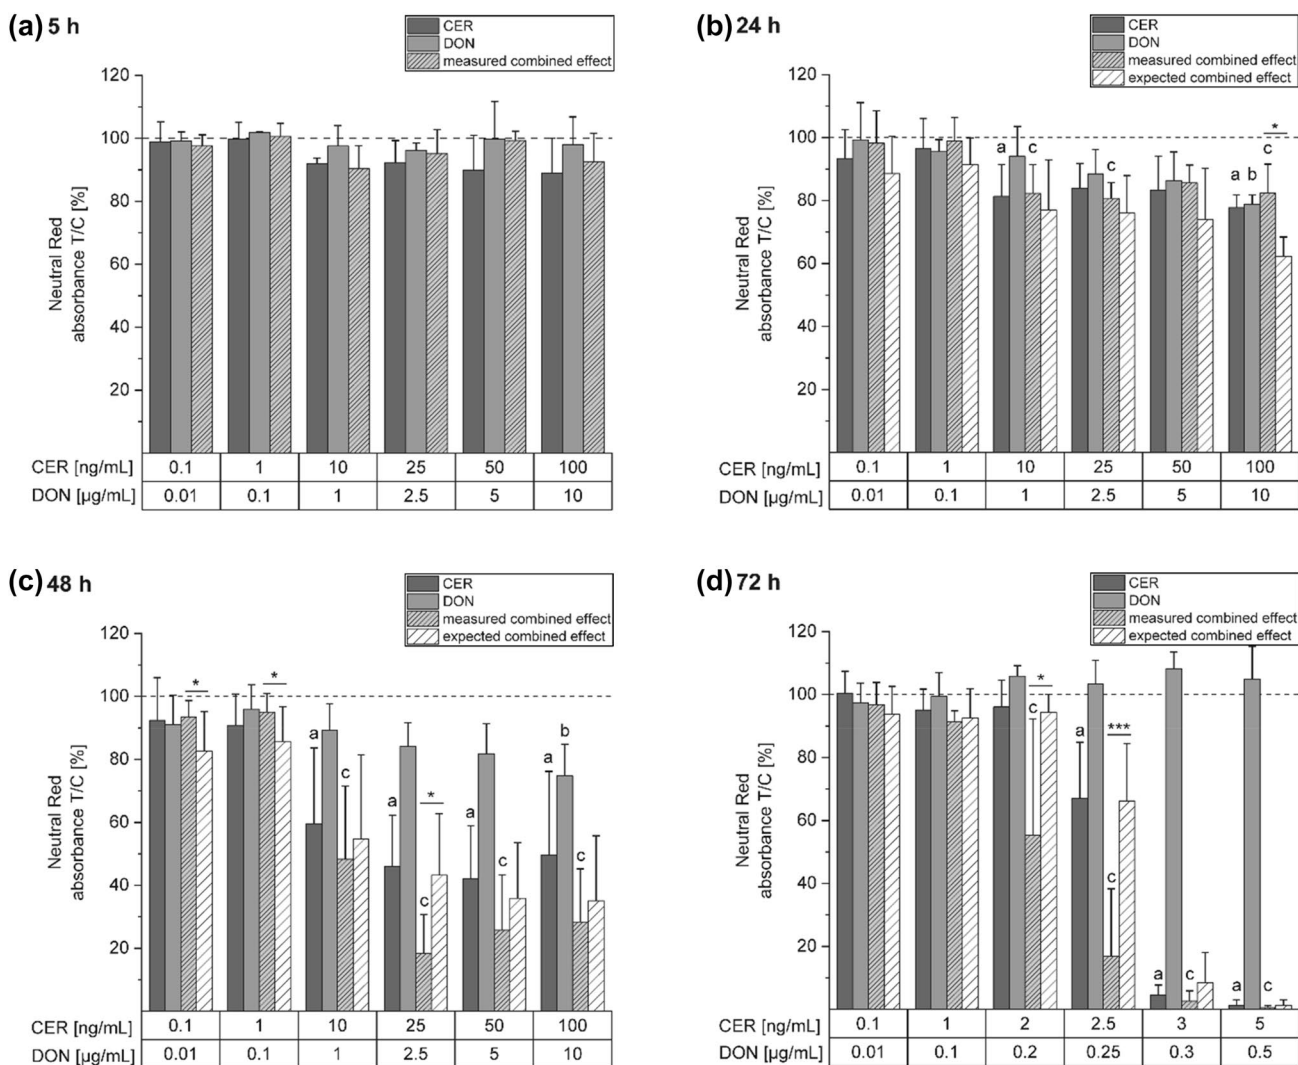 (a) 5 h
CER
DON
measured combined effect
120
100
80
60
40
20
Neutral Red
absorbance T/C [%]
CER [ng/mL] 0.1 1 10 25 50 100
DON [µg/mL] 0.01 0.1 1 2.5 5 10
(b) 24 h
CER
DON
measured combined effect
expected combined effect
120
100
80
60
40
20
Neutral Red
absorbance T/C [%]
*
a c c a b c
CER [ng/mL] 0.1 1 10 25 50 100
DON [µg/mL] 0.01 0.1 1 2.5 5 10
(c) 48 h
CER
DON
measured combined effect
expected combined effect
120
100
80
60
40
20
Neutral Red
absorbance T/C [%]
* * *
a c a c a c a b c
CER [ng/mL] 0.1 1 10 25 50 100
DON [µg/mL] 0.01 0.1 1 2.5 5 10
(d) 72 h
CER
DON
measured combined effect
expected combined effect
120
100
80
60
40
20
Neutral Red
absorbance T/C [%]
* ***
c a c a c a c
CER [ng/mL] 0.1 1 2 2.5 3 5
DON [µg/mL] 0.01 0.1 0.2 0.25 0.3 0.5